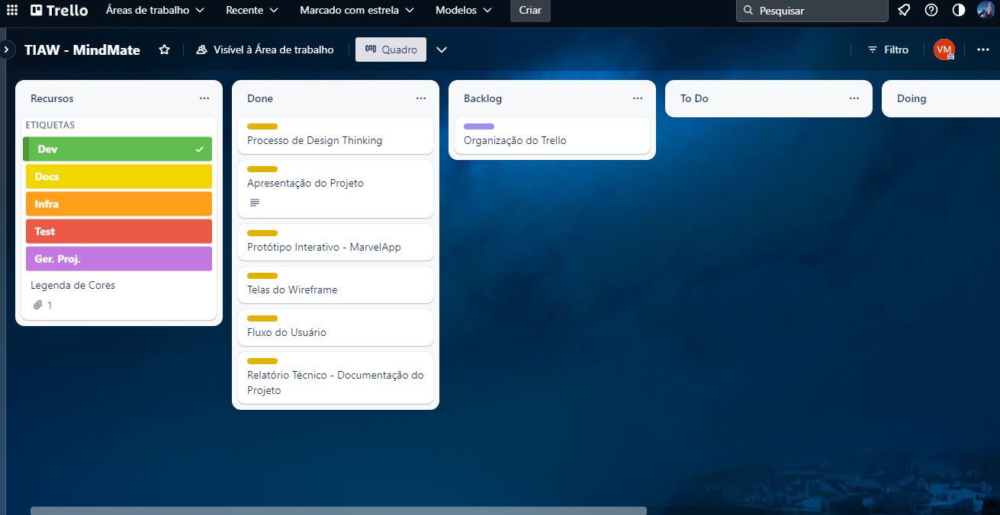 Trello
Áreas de trabalho
Recente
Marcado com estrela
Modelos
Criar
Pesquisar
TIAW - MindMate
Visível à Área de trabalho
Quadro
Filtro
VM
Recursos
ETIQUETAS
Dev
Docs
Infra
Test
Ger. Proj.
Legenda de Cores
1
Done
Processo de Design Thinking
Apresentação do Projeto
Protótipo Interativo - MarvelApp
Telas do Wireframe
Fluxo do Usuário
Relatório Técnico - Documentação do
Projeto
Backlog
Organização do Trello
To Do
Doing